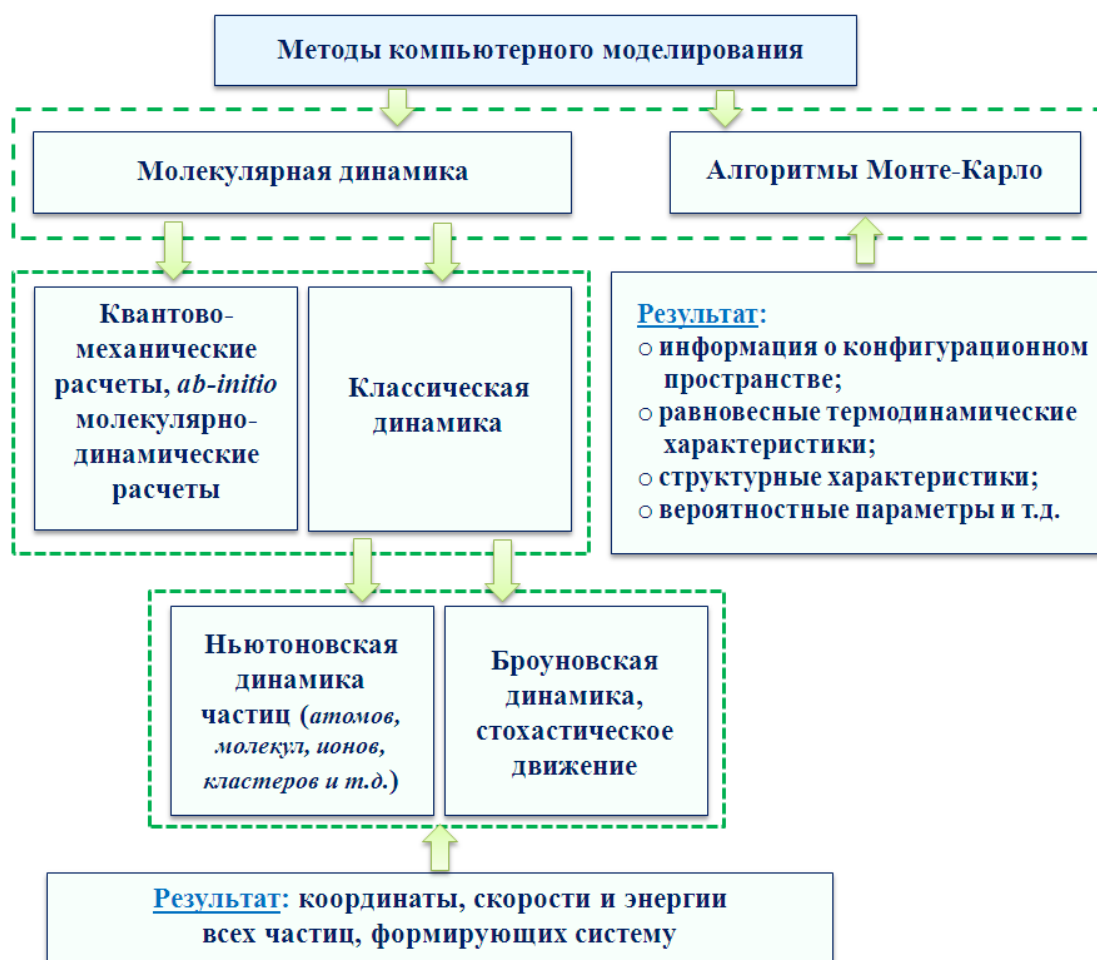 Методы компьютерного моделирования
Молекулярная динамика
Алгоритмы Монте-Карло
Квантово-
механические
расчеты, ab-initio
молекулярно-
динамические
расчеты
Классическая
динамика
Результат:
○ информация о конфигурационном
пространстве;
○ равновесные термодинамические
характеристики;
○ структурные характеристики;
○ вероятностные параметры и т.д.
Ньютоновская
динамика
частиц (атомов,
молекул, ионов,
кластеров и т.д.)
Броуновская
динамика,
стохастическое
движение
Результат: координаты, скорости и энергии
всех частиц, формирующих систему